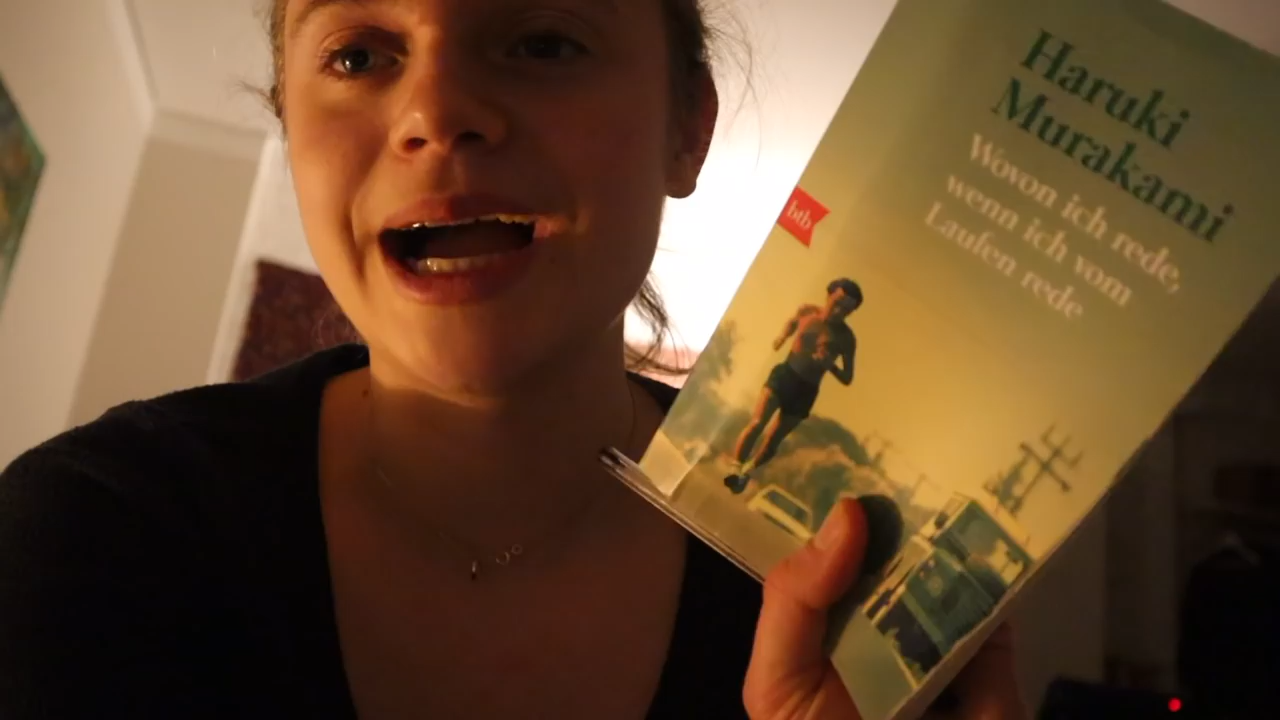 Haruki
Murakami
Wovon ich rede,
wenn ich vom
Laufen rede
btb